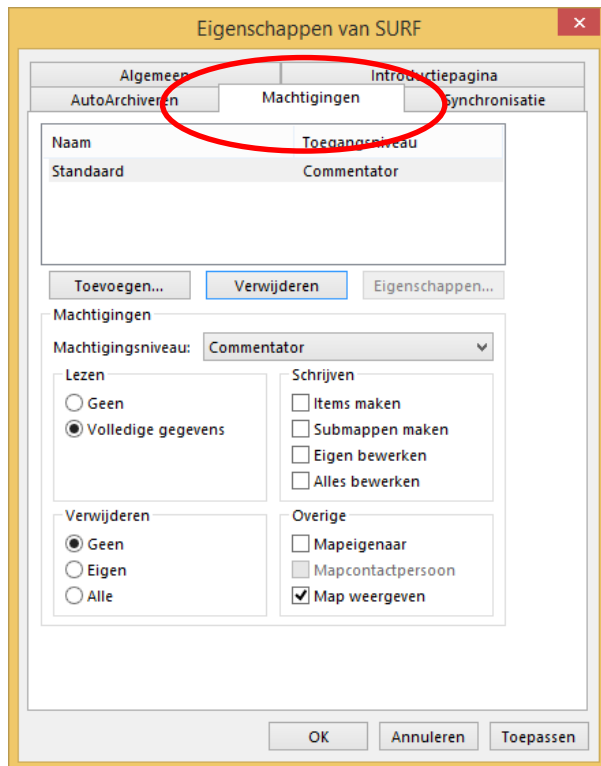 Eigenschappen van SURF
Algemeen Introductiepagina
AutoArchiveren Machtigingen Synchronisatie
Naam Toegangsniveau
Standaard Commentator
Toevoegen... Verwijderen Eigenschappen...
Machtigingen
Machtigingsniveau: Commentator
Lezen
Geen
Volledige gegevens
Schrijven
Items maken
Submappen maken
Eigen bewerken
Alles bewerken
Verwijderen
Geen
Eigen
Alle
Overige
Mapeigenaar
Mapcontactpersoon
Map weergeven
OK Annuleren Toepassen